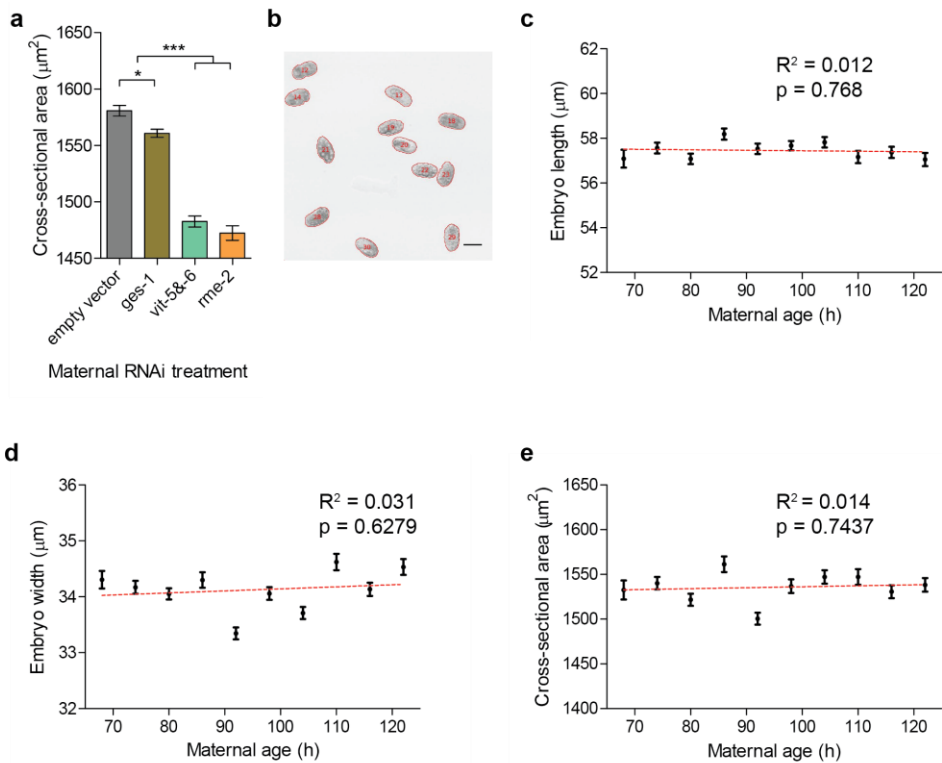 a
Cross-sectional area (μm²)
1650
1600
1550
1500
1450
***
*
empty vector
ges-1
vit-5&-6
rme-2
Maternal RNAi treatment
b
14
13
18
c
Embryo length (μm)
62
60
58
56
54
52
R² = 0.012
p = 0.768
70 80 90 100 110 120
Maternal age (h)
d
Embryo width (μm)
36
35
34
33
32
R² = 0.031
p = 0.6279
70 80 90 100 110 120
Maternal age (h)
e
Cross-sectional area (μm²)
1650
1600
1550
1500
1450
1400
R² = 0.014
p = 0.7437
70 80 90 100 110 120
Maternal age (h)